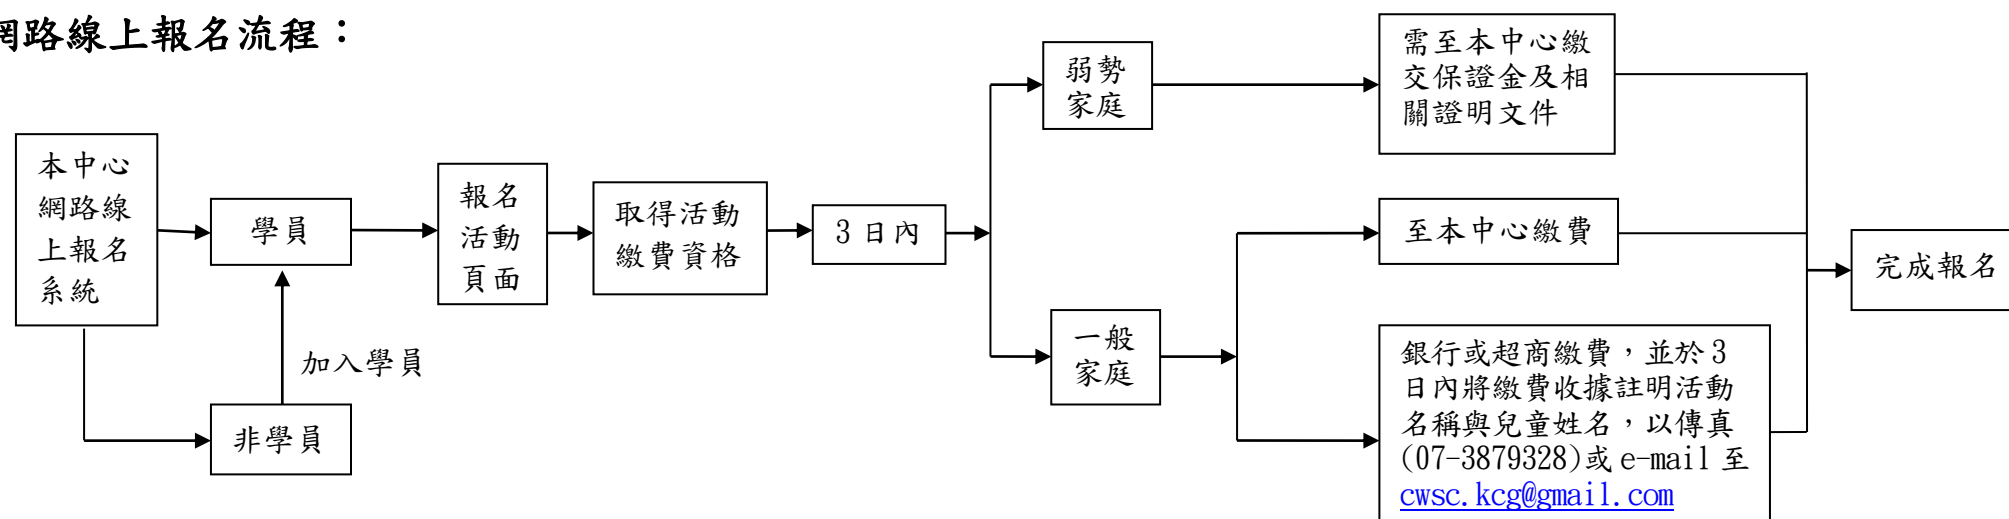 網路線上報名流程：
本中心
網路線
上報名
系統
學員
加入學員
非學員
報名
活動
頁面
取得活動
繳費資格
3 日內
弱勢
家庭
需至本中心繳
交保證金及相
關證明文件
一般
家庭
至本中心繳費
銀行或超商繳費，並於 3
日內將繳費收據註明活動
名稱與兒童姓名，以傳真
(07-3879328)或 e-mail 至
cwsc.kcg@gmail.com
完成報名